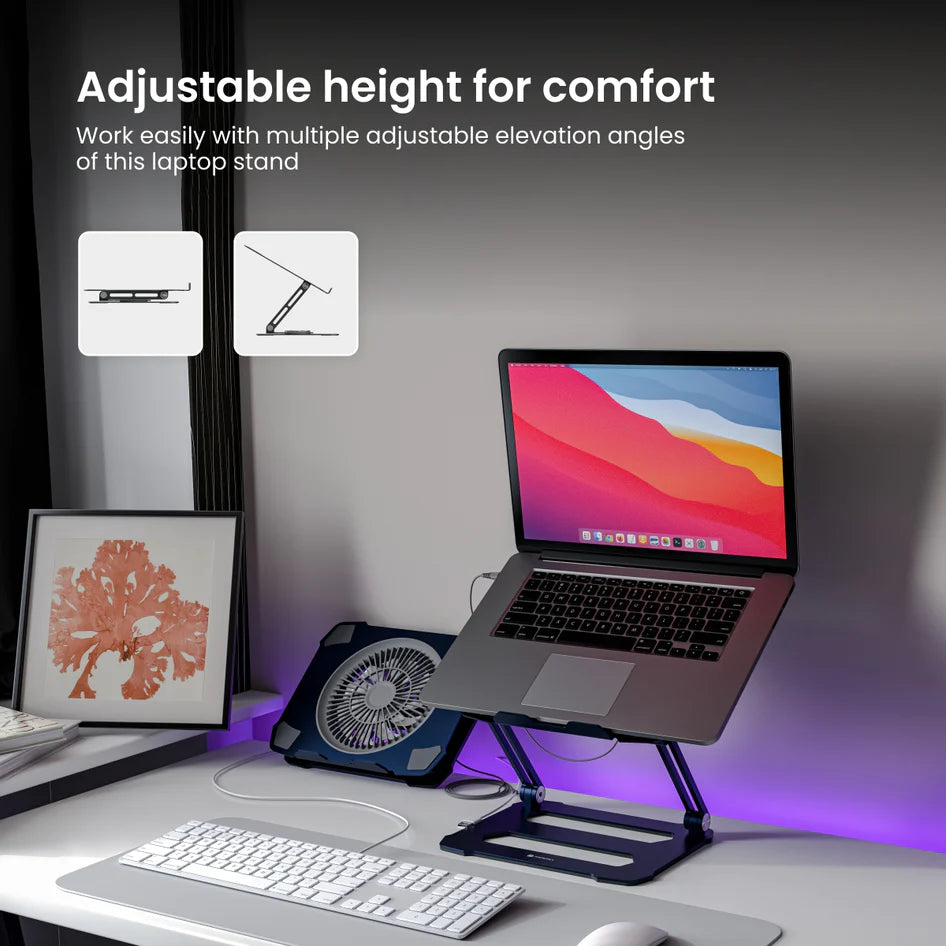 Adjustable height for comfort
Work easily with multiple adjustable elevation angles
of this laptop stand